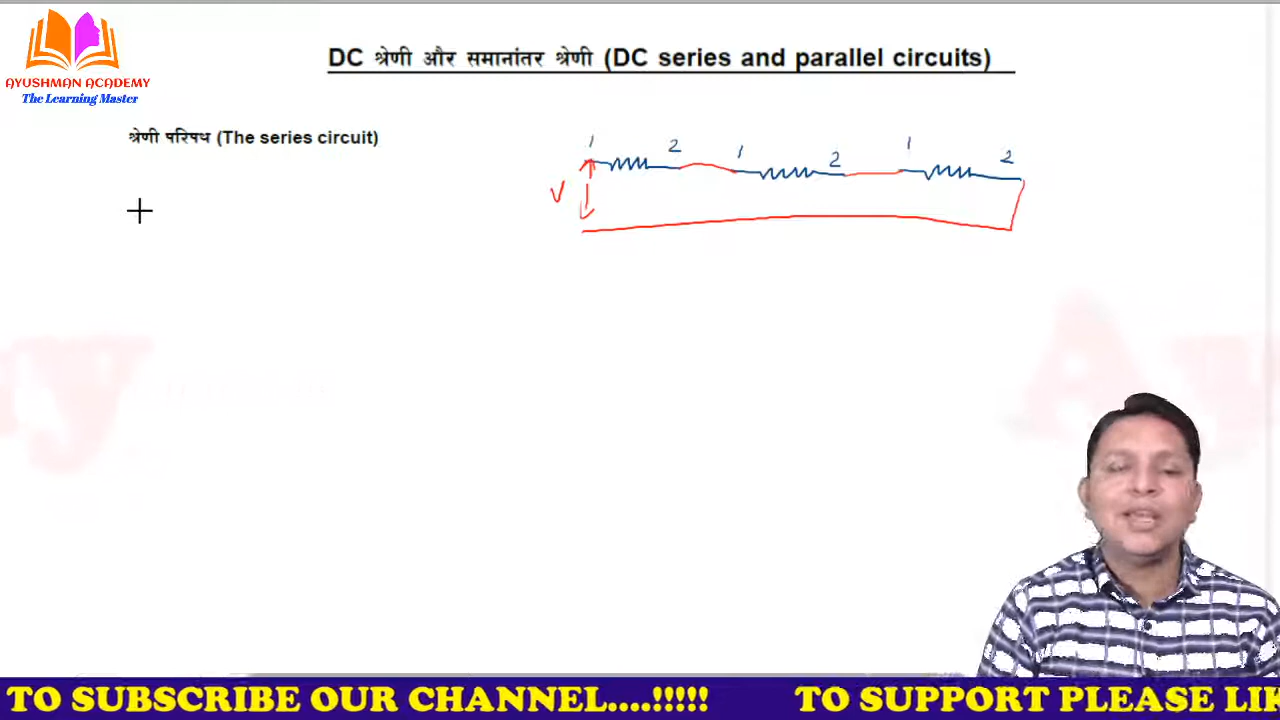 AYUSHMAN ACADEMY
The Learning Master
DC श्रेणी और समानांतर श्रेणी (DC series and parallel circuits)
श्रेणी परिपथ (The series circuit)
1 2 1 2 1 2
V
TO SUBSCRIBE OUR CHANNEL....!!!!! TO SUPPORT PLEASE LIK